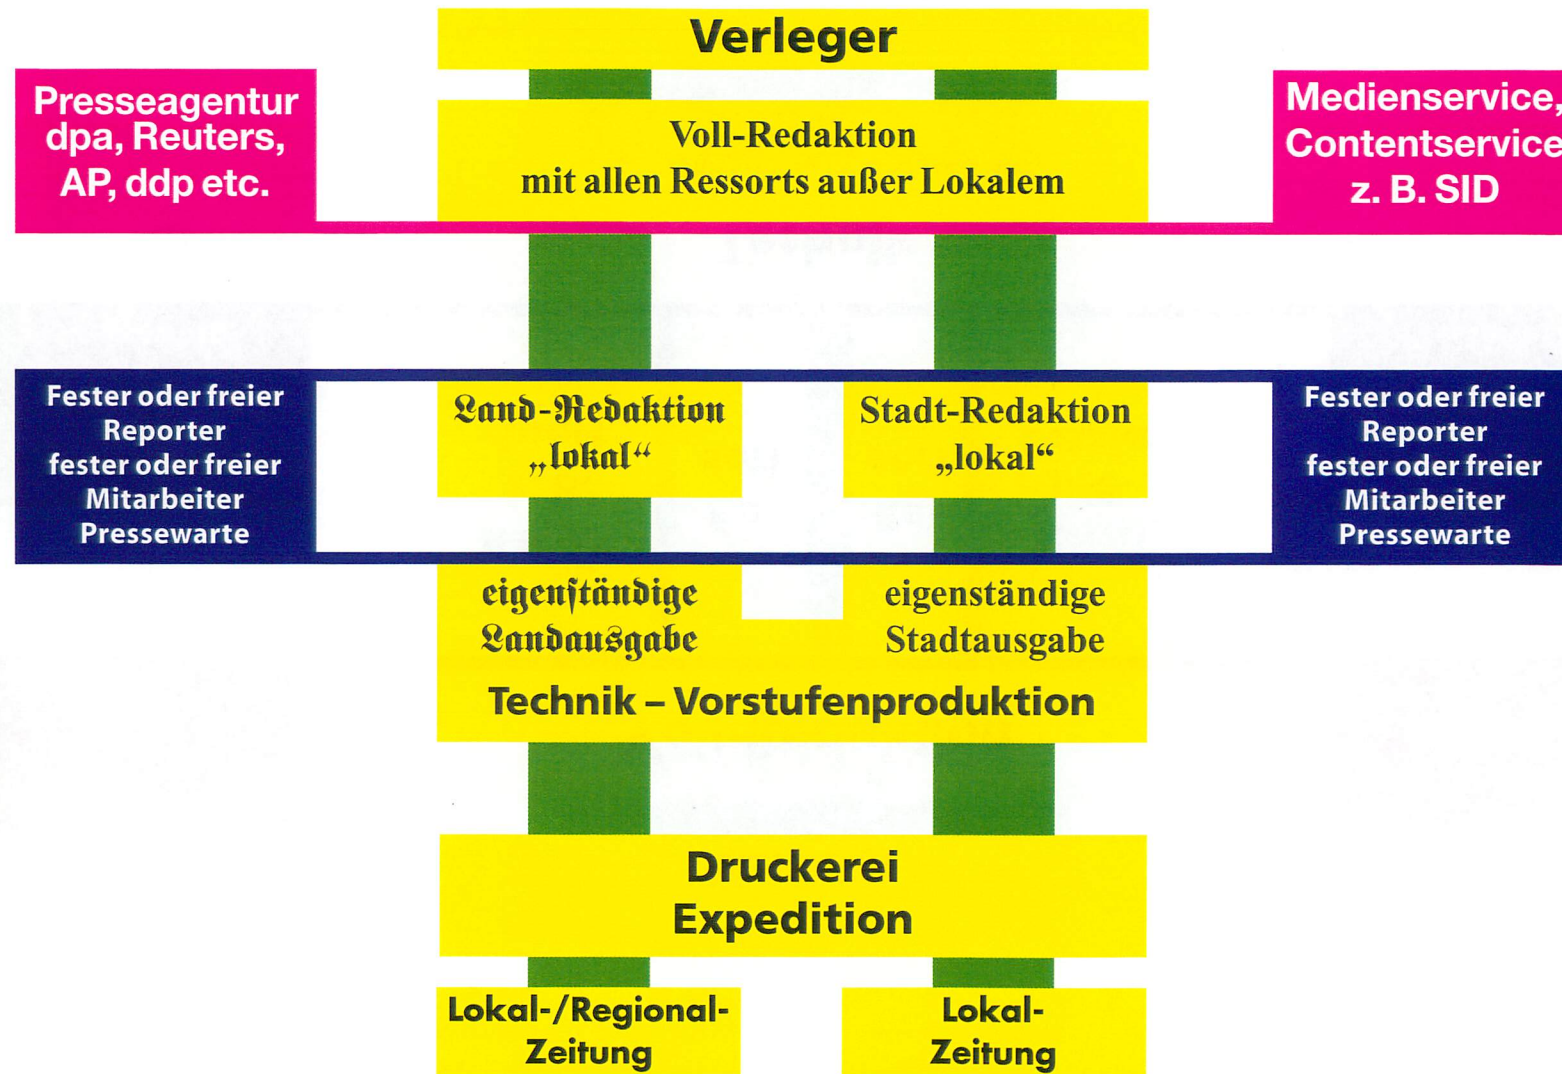 Verleger
Presseagentur
dpa, Reuters,
AP, ddp etc.
Voll-Redaktion
mit allen Ressorts außer Lokalem
Medienservice,
Contentservice
z. B. SID
Fester oder freier
Reporter
fester oder freier
Mitarbeiter
Pressewarte
Land-Redaktion
„lokal“
Stadt-Redaktion
„lokal“
Fester oder freier
Reporter
fester oder freier
Mitarbeiter
Pressewarte
eigenſtändige
Landausgabe
eigenständige
Stadtausgabe
Technik – Vorstufenproduktion
Druckerei
Expedition
Lokal-/Regional-
Zeitung
Lokal-
Zeitung